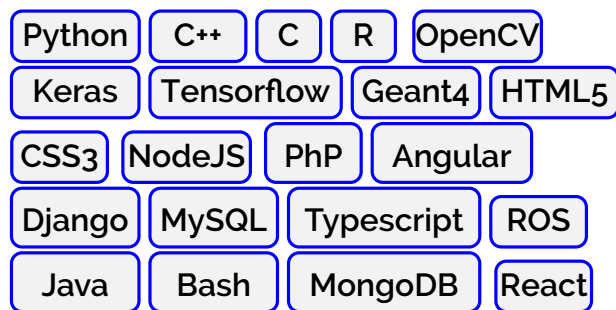 Python C++ C R OpenCV
Keras Tensorflow Geant4 HTML5
CSS3 NodeJS PhP Angular
Django MySQL Typescript ROS
Java Bash MongoDB React